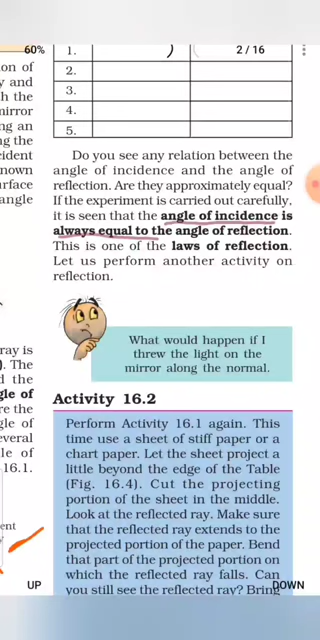 60%
1.
2 / 16
ion of
y and
2.
h the
3.
mirror
ng an
4.
ng the
5.
cident
nown
urface
angle
Do you see any relation between the
angle of incidence and the angle of
reflection. Are they approximately equal?
If the experiment is carried out carefully,
it is seen that the angle of incidence is
always equal to the angle of reflection.
This is one of the laws of reflection.
Let us perform another activity on
reflection.
What would happen if I
threw the light on the
mirror along the normal.
ray is
). The
d the
gle of
re the
gle of
everal
le of
16.1.
ent
Activity 16.2
Perform Activity 16.1 again. This
time use a sheet of stiff paper or a
chart paper. Let the sheet project a
little beyond the edge of the Table
(Fig. 16.4). Cut the projecting
portion of the sheet in the middle.
Look at the reflected ray. Make sure
that the reflected ray extends to the
projected portion of the paper. Bend
that part of the projected portion on
which the reflected ray falls. Can
you still see the reflected ray? Bring
UP
DOWN